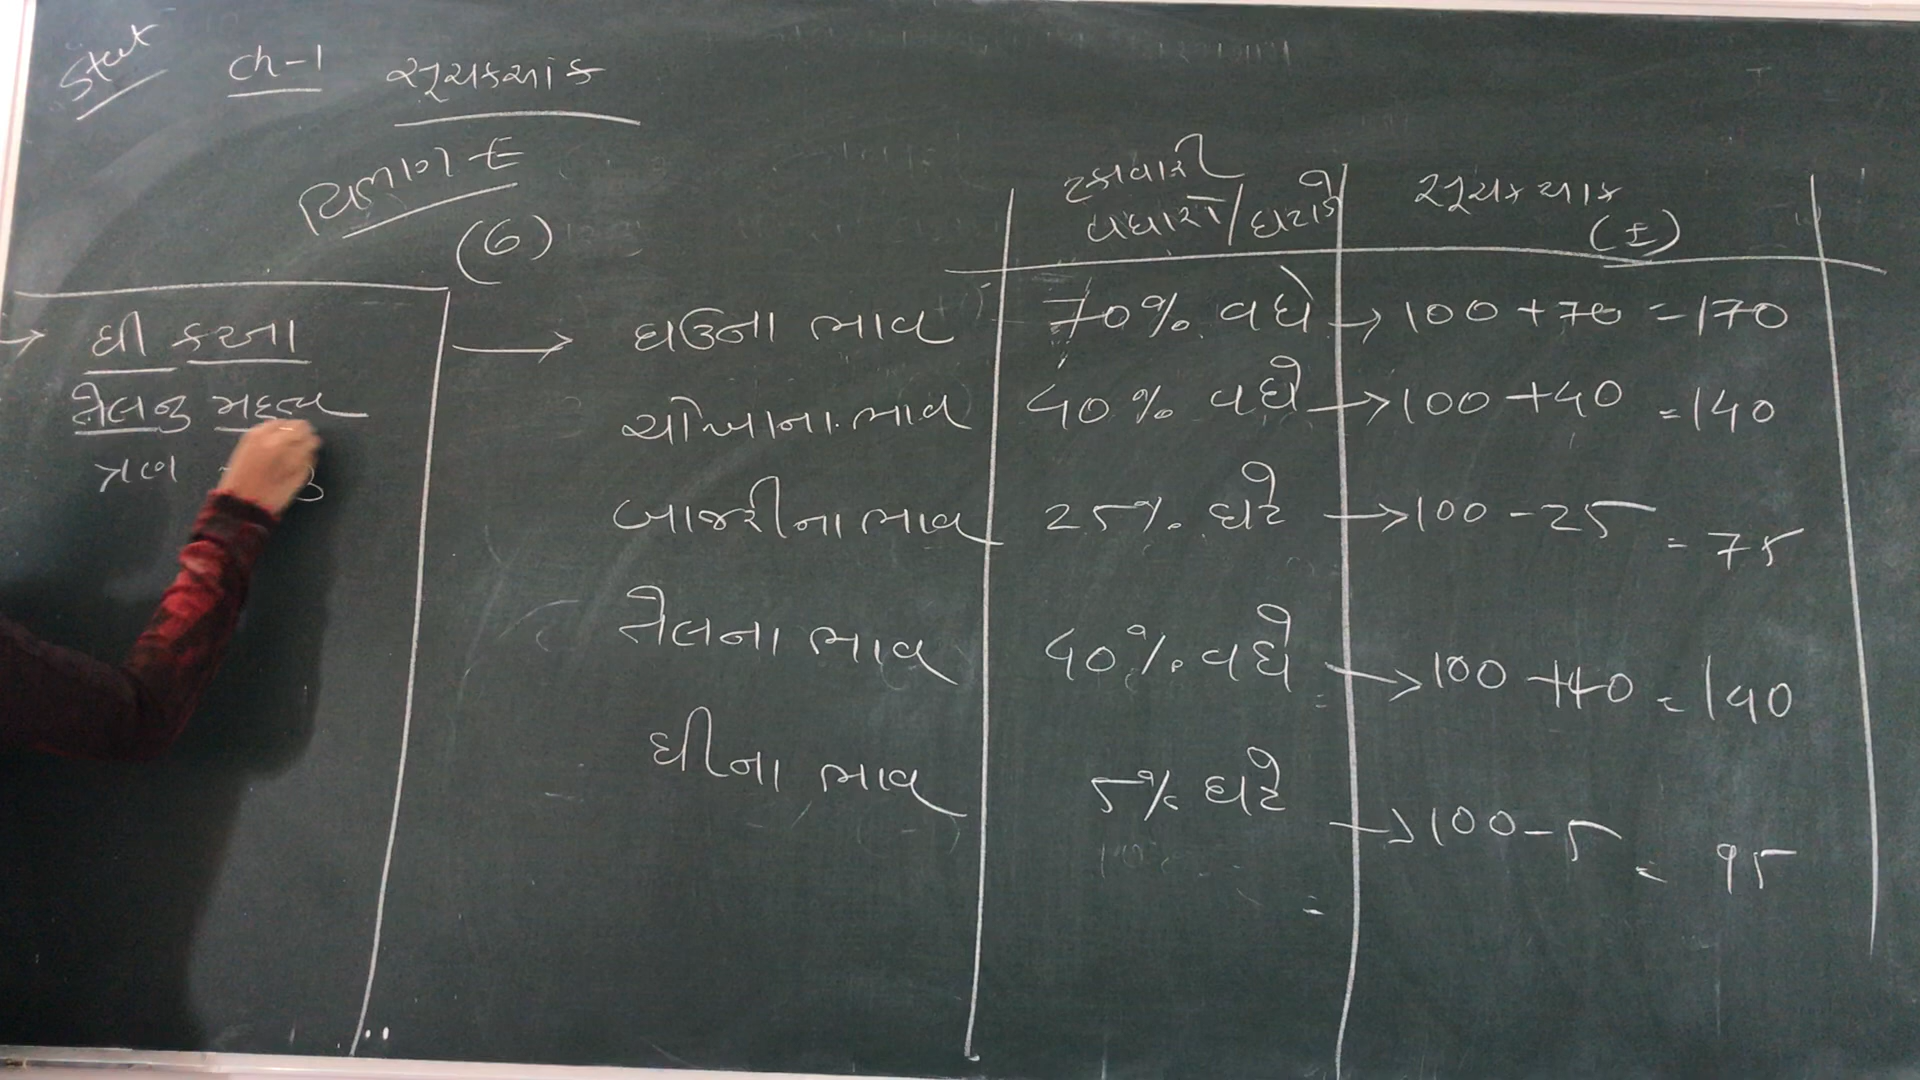 Stat Ch-1 સૂચકઆંક
વિભાગ-E
(6)
ટકાવારી
વધારો/ઘટાડો
સૂચકઆંક
(I)
→ ઘી કરતા
તેલનુ મહત્વ
ત્રણ
→ ઘઉના ભાવ 70% વધે → 100 + 70 = 170
ચોખાના ભાવ 40% વધે → 100 + 40 = 140
બાજરીના ભાવ 25% ઘટે → 100 - 25 = 75
તેલના ભાવ 40% વધે → 100 + 40 = 140
ઘીના ભાવ 5% ઘટે → 100 - 5 = 95